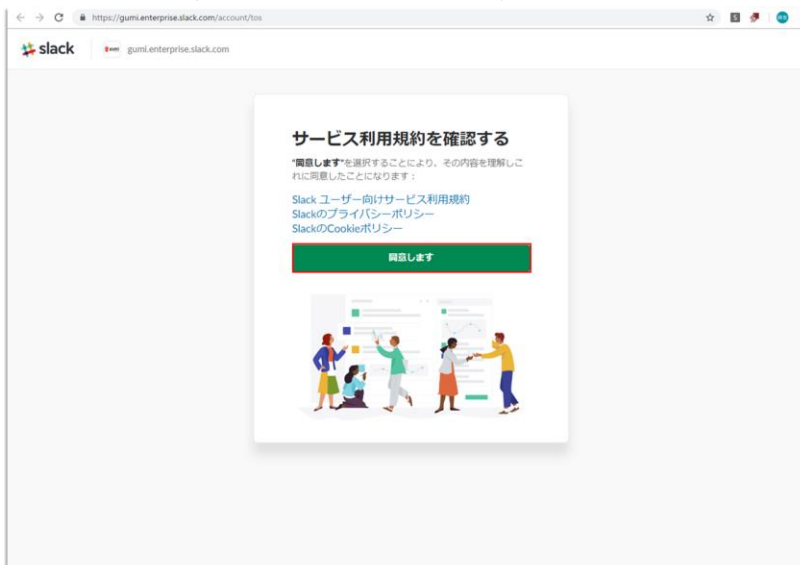 https://gumi.enterprise.slack.com/account/tos
slack
gumi.enterprise.slack.com
サービス利用規約を確認する
"同意します"を選択することにより、その内容を理解しこ
れに同意したことになります：
Slack ユーザー向けサービス利用規約
Slackのプライバシーポリシー
SlackのCookieポリシー
同意します